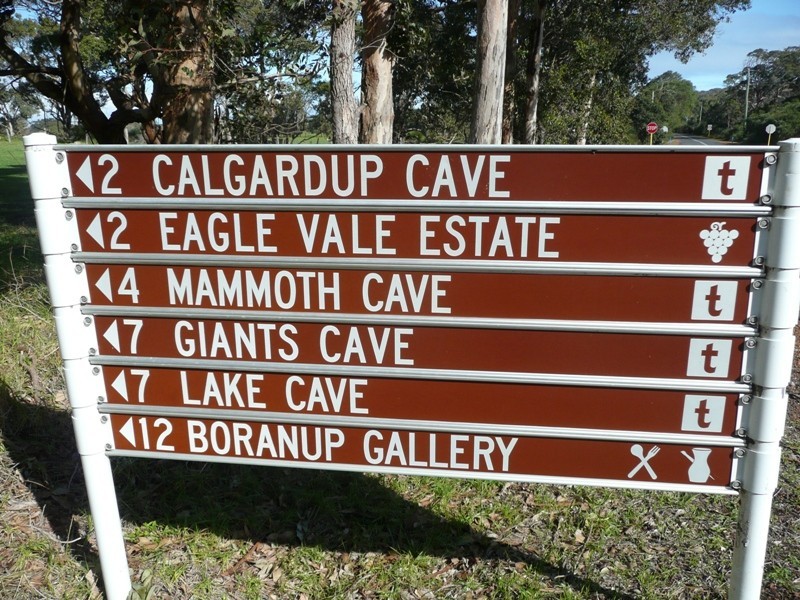 2 CALGARDUP CAVE t
2 EAGLE VALE ESTATE
4 MAMMOTH CAVE t
7 GIANTS CAVE t
7 LAKE CAVE t
12 BORANUP GALLERY